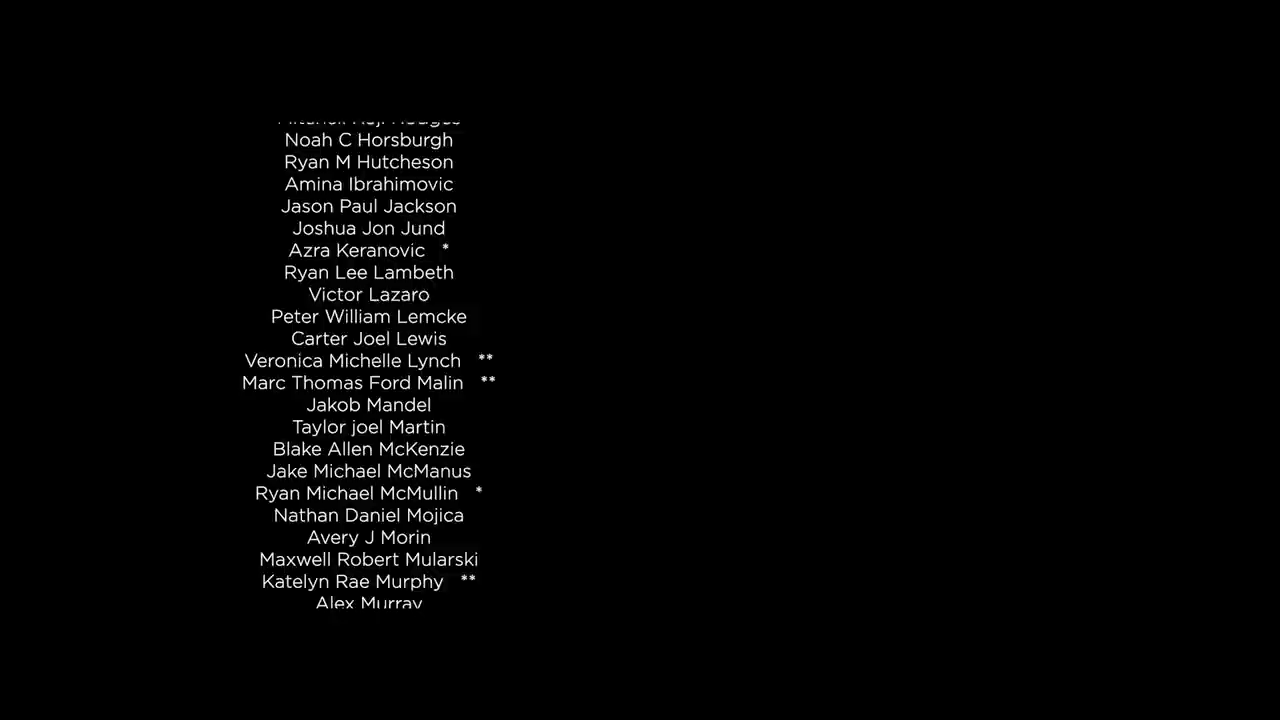 Noah C Horsburgh
Ryan M Hutcheson
Amina Ibrahimovic
Jason Paul Jackson
Joshua Jon Jund
Azra Keranovic *
Ryan Lee Lambeth
Victor Lazaro
Peter William Lemcke
Carter Joel Lewis
Veronica Michelle Lynch **
Marc Thomas Ford Malin **
Jakob Mandel
Taylor joel Martin
Blake Allen McKenzie
Jake Michael McManus
Ryan Michael McMullin *
Nathan Daniel Mojica
Avery J Morin
Maxwell Robert Mularski
Katelyn Rae Murphy **
Alex Murray